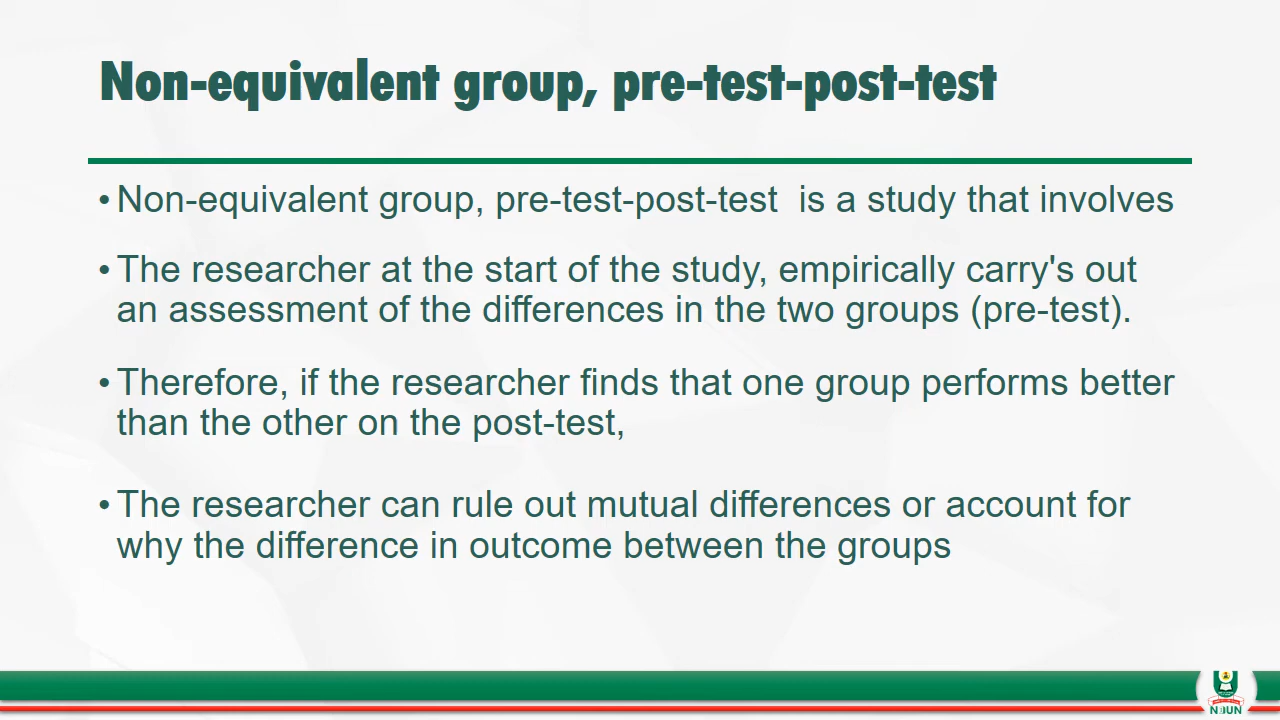 Non-equivalent group, pre-test-post-test
• Non-equivalent group, pre-test-post-test is a study that involves
• The researcher at the start of the study, empirically carry's out
an assessment of the differences in the two groups (pre-test).
• Therefore, if the researcher finds that one group performs better
than the other on the post-test,
• The researcher can rule out mutual differences or account for
why the difference in outcome between the groups
NOUN